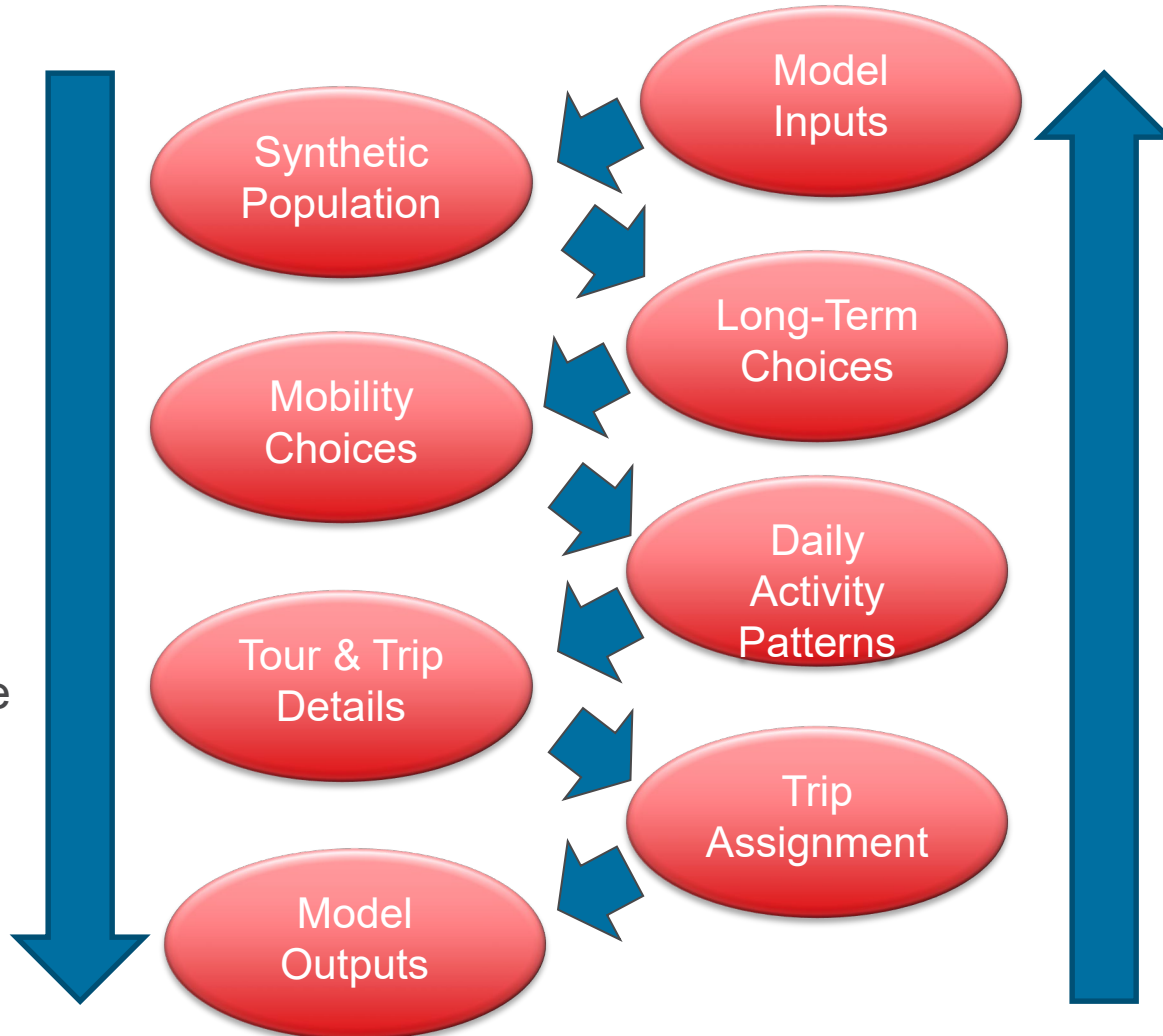 Model
Inputs
Synthetic
Population
Long-Term
Choices
Mobility
Choices
Daily
Activity
Patterns
Tour & Trip
Details
e
Trip
Assignment
Model
Outputs